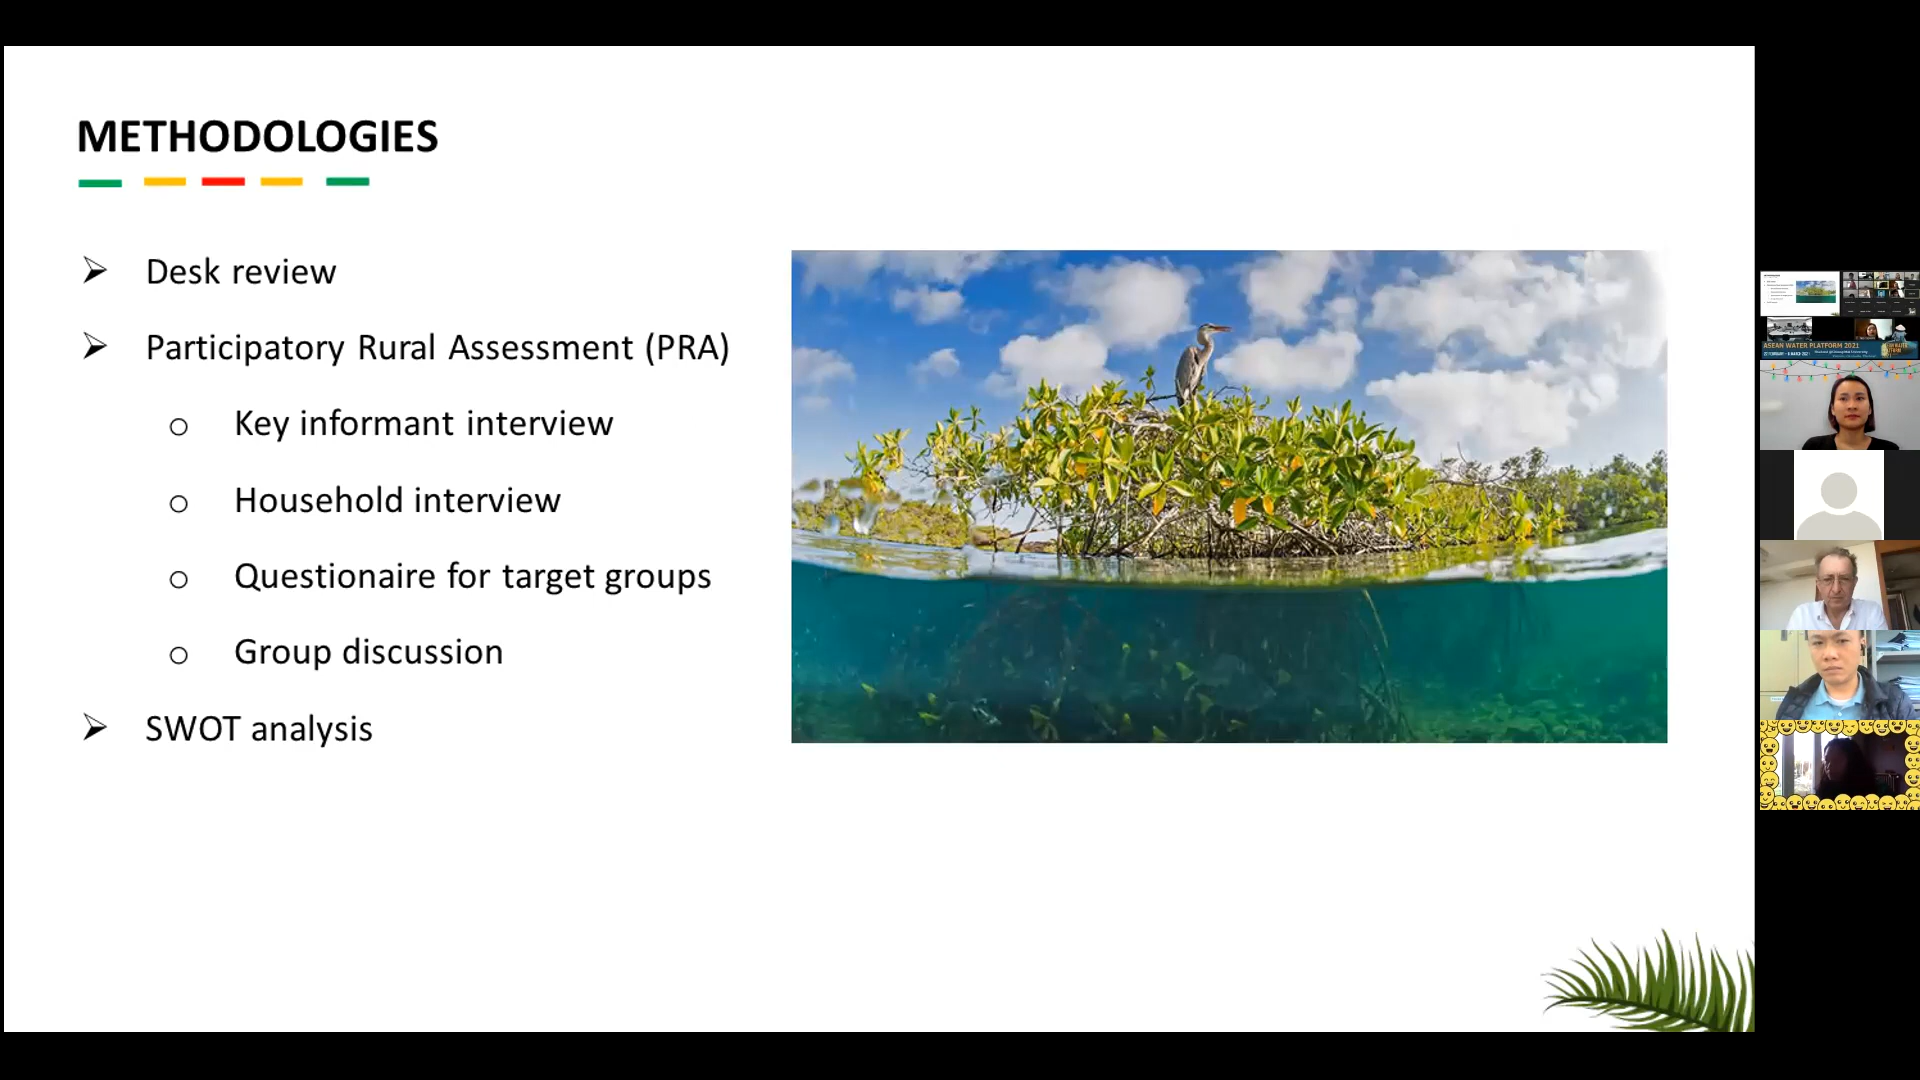 METHODOLOGIES
Desk review
Participatory Rural Assessment (PRA)
Key informant interview
Household interview
Questionaire for target groups
Group discussion
SWOT analysis
ASEAN WATER PLATFORM 2021